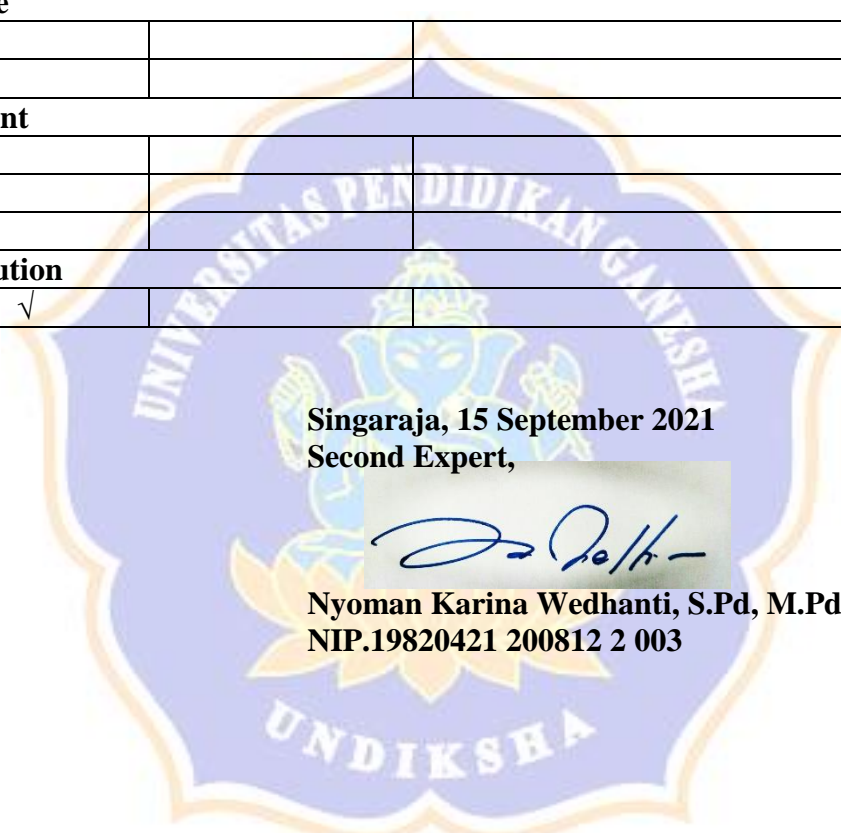 e
nt
ution
√
UNIVERSITAS PENDIDIKAN GANESHA
Singaraja, 15 September 2021
Second Expert,
Nyoman Karina Wedhanti, S.Pd, M.Pd
NIP.19820421 200812 2 003
UNDIKSHA